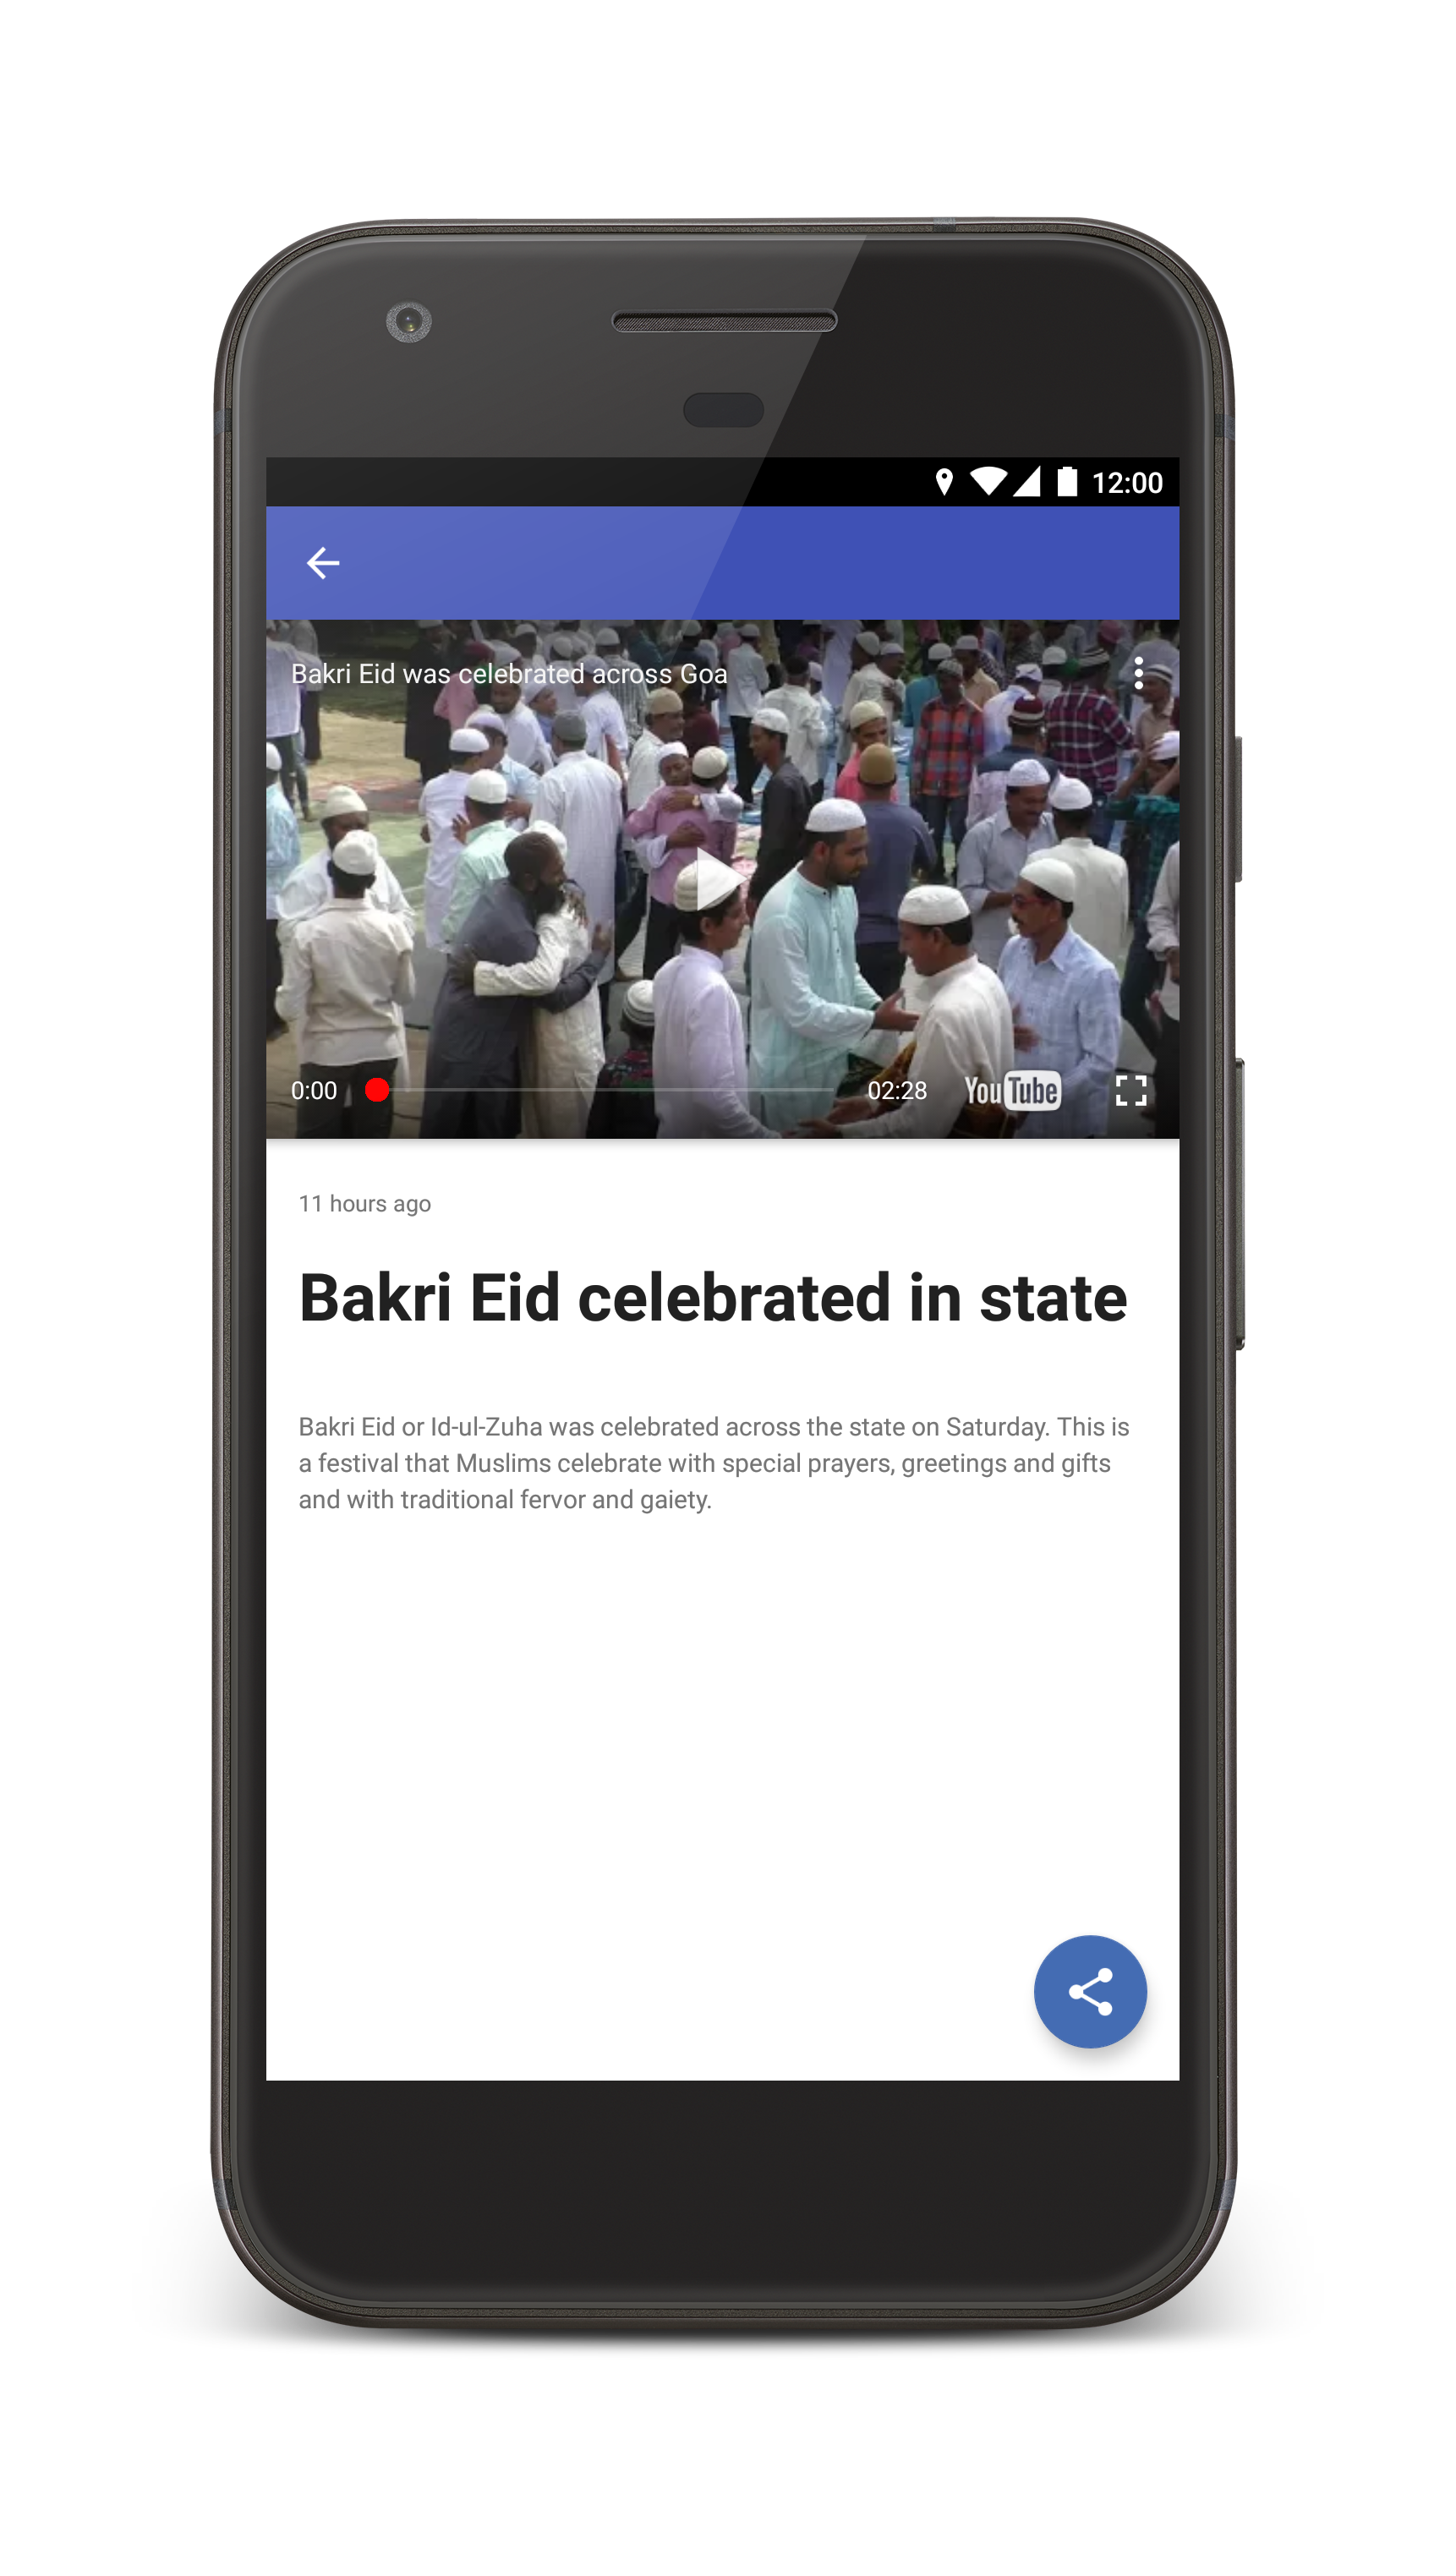 12:00
Bakri Eid was celebrated across Goa
0:00 02:28 YouTube
11 hours ago
Bakri Eid celebrated in state
Bakri Eid or Id-ul-Zuha was celebrated across the state on Saturday. This is
a festival that Muslims celebrate with special prayers, greetings and gifts
and with traditional fervor and gaiety.